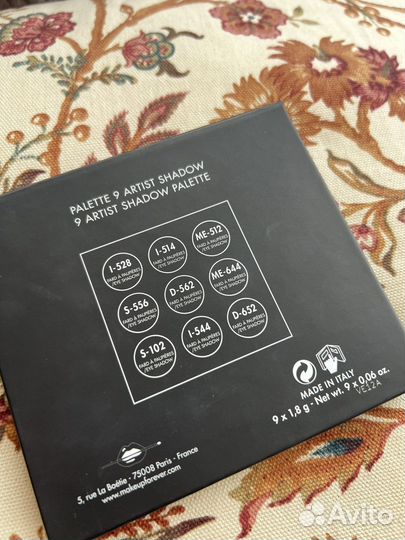 PALETTE 9 ARTIST SHADOW
9 ARTIST SHADOW PALETTE
I-528
FARD À PAUPIÈRES
/EYE SHADOW
I-514
FARD À PAUPIÈRES
/EYE SHADOW
ME-512
FARD À PAUPIÈRES
/EYE SHADOW
S-556
FARD À PAUPIÈRES
/EYE SHADOW
D-562
FARD À PAUPIÈRES
/EYE SHADOW
ME-644
FARD À PAUPIÈRES
/EYE SHADOW
S-102
FARD À PAUPIÈRES
/EYE SHADOW
I-544
FARD À PAUPIÈRES
/EYE SHADOW
D-652
FARD À PAUPIÈRES
/EYE SHADOW
MADE IN ITALY
9 x 1,8 g - Net wt. 9 x 0.06 oz.
VE12A
5, rue La Boétie - 75008 Paris - France
www.makeupforever.com
Avito